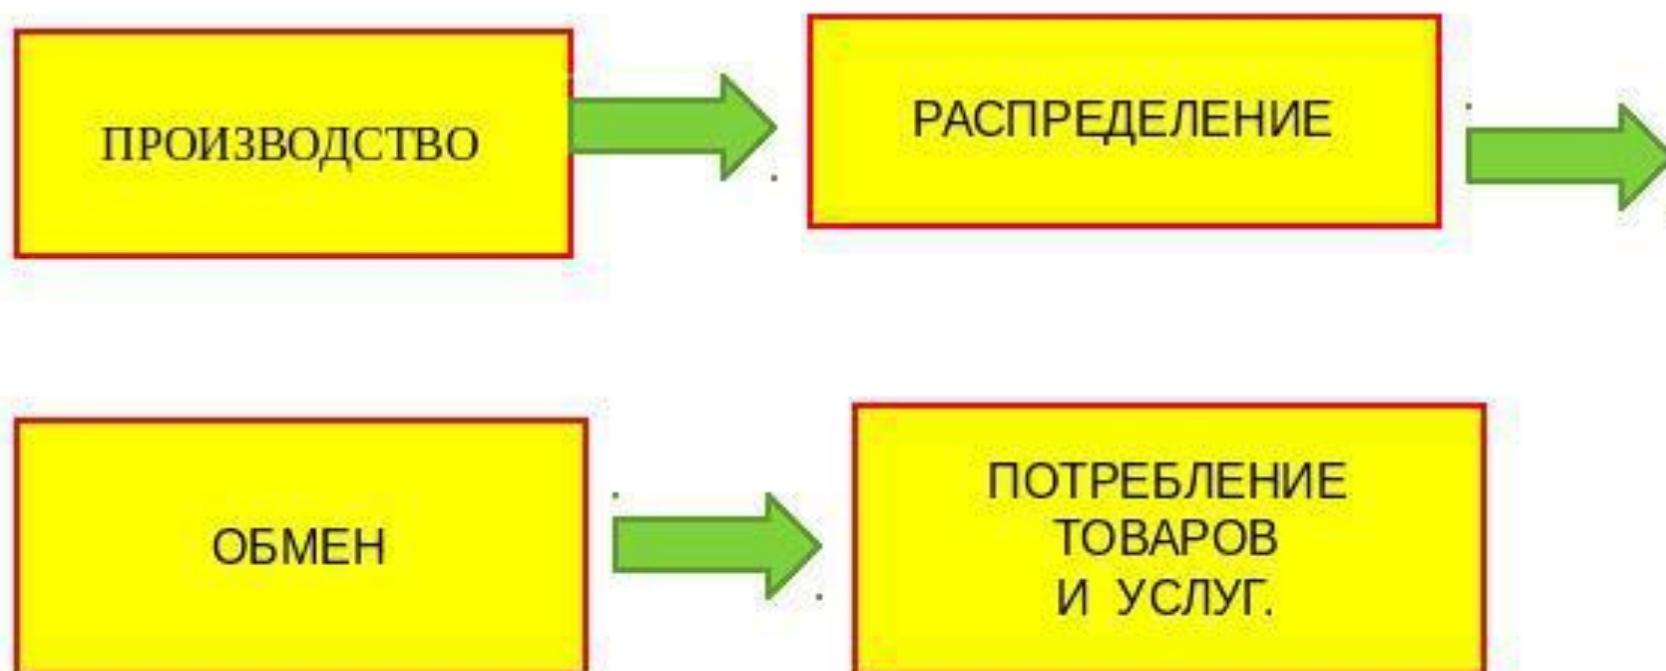 ПРОИЗВОДСТВО
РАСПРЕДЕЛЕНИЕ
ОБМЕН
ПОТРЕБЛЕНИЕ
ТОВАРОВ
И УСЛУГ.